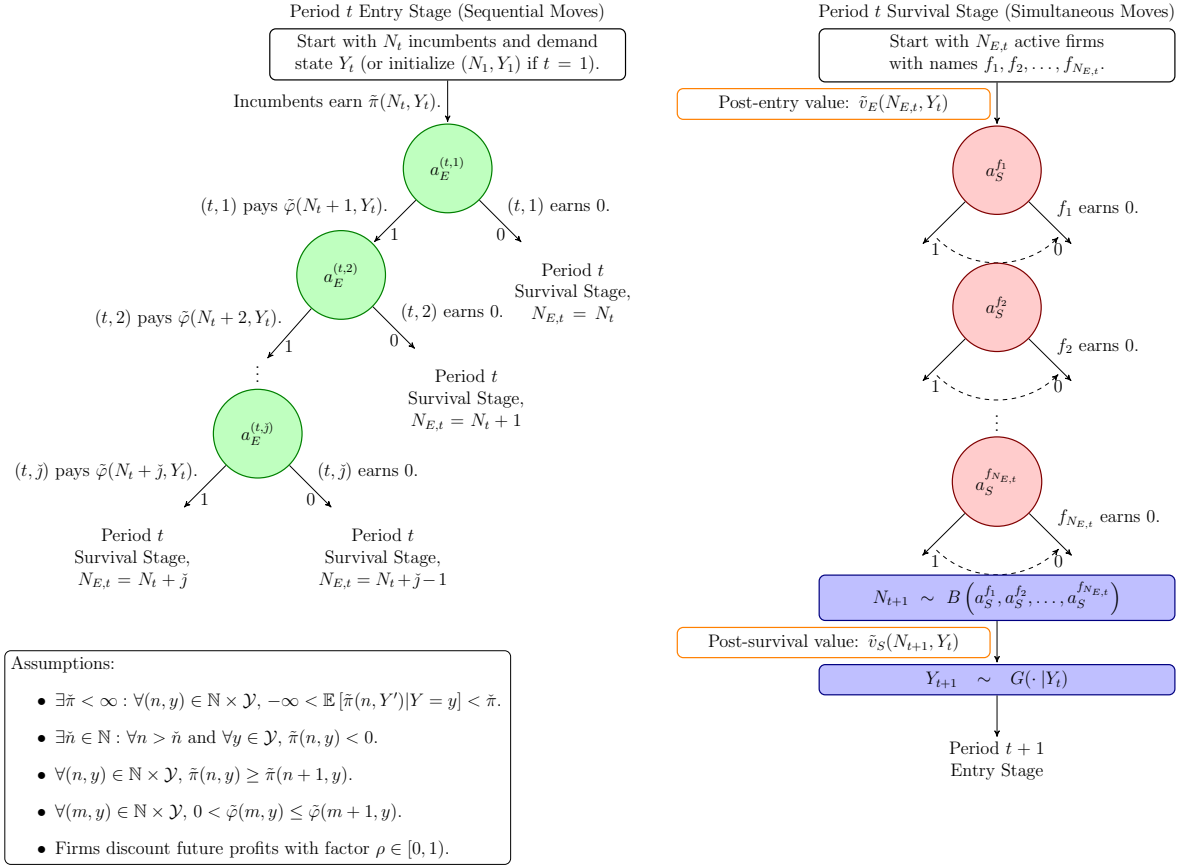 Period t Entry Stage (Sequential Moves)
Start with N_t incumbents and demand
state Y_t (or initialize (N_1, Y_1) if t = 1).
Incumbents earn π̃(N_t, Y_t).
a_E^{(t,1)}
(t, 1) pays φ̃(N_t + 1, Y_t).
(t, 1) earns 0.
1
0
a_E^{(t,2)}
Period t
Survival Stage,
N_{E,t} = N_t
(t, 2) pays φ̃(N_t + 2, Y_t).
(t, 2) earns 0.
1
0
⋮
Period t
Survival Stage,
N_{E,t} = N_t + 1
a_E^{(t,ǰ)}
(t, ǰ) pays φ̃(N_t + ǰ, Y_t).
(t, ǰ) earns 0.
1
0
Period t
Survival Stage,
N_{E,t} = N_t + ǰ
Period t
Survival Stage,
N_{E,t} = N_t + ǰ − 1
Assumptions:
• ∃π̌ < ∞ : ∀(n, y) ∈ ℕ × 𝒴, −∞ < 𝔼 [π̃(n, Y′)|Y = y] < π̌.
• ∃ň ∈ ℕ : ∀n > ň and ∀y ∈ 𝒴, π̃(n, y) < 0.
• ∀(n, y) ∈ ℕ × 𝒴, π̃(n, y) ≥ π̃(n + 1, y).
• ∀(m, y) ∈ ℕ × 𝒴, 0 < φ̃(m, y) ≤ φ̃(m + 1, y).
• Firms discount future profits with factor ρ ∈ [0, 1).
Period t Survival Stage (Simultaneous Moves)
Start with N_{E,t} active firms
with names f_1, f_2, . . . , f_{N_{E,t}}.
Post-entry value: ṽ_E(N_{E,t}, Y_t)
a_S^{f_1}
f_1 earns 0.
1
0
a_S^{f_2}
f_2 earns 0.
1
0
⋮
a_S^{f_{N_{E,t}}}
f_{N_{E,t}} earns 0.
1
0
N_{t+1} ∼ B (a_S^{f_1}, a_S^{f_2}, . . . , a_S^{f_{N_{E,t}}})
Post-survival value: ṽ_S(N_{t+1}, Y_t)
Y_{t+1} ∼ G(· |Y_t)
Period t + 1
Entry Stage